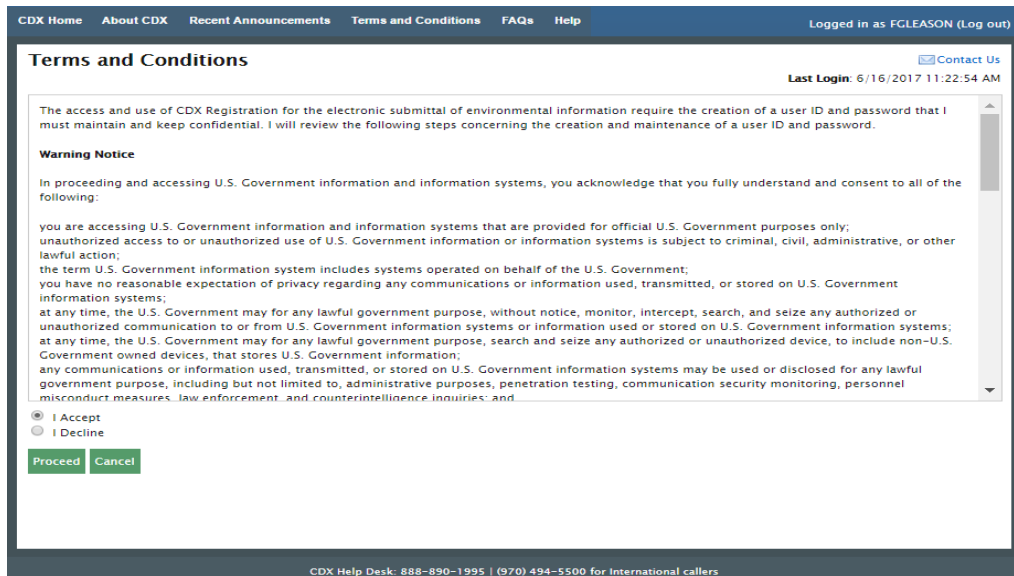 CDX Home About CDX Recent Announcements Terms and Conditions FAQs Help Logged in as FGLEASON (Log out)
Terms and Conditions
Contact Us
Last Login: 6/16/2017 11:22:54 AM
The access and use of CDX Registration for the electronic submittal of environmental information require the creation of a user ID and password that I
must maintain and keep confidential. I will review the following steps concerning the creation and maintenance of a user ID and password.
Warning Notice
In proceeding and accessing U.S. Government information and information systems, you acknowledge that you fully understand and consent to all of the
following:
you are accessing U.S. Government information and information systems that are provided for official U.S. Government purposes only;
unauthorized access to or unauthorized use of U.S. Government information or information systems is subject to criminal, civil, administrative, or other
lawful action;
the term U.S. Government information system includes systems operated on behalf of the U.S. Government;
you have no reasonable expectation of privacy regarding any communications or information used, transmitted, or stored on U.S. Government
information systems;
at any time, the U.S. Government may for any lawful government purpose, without notice, monitor, intercept, search, and seize any authorized or
unauthorized communication to or from U.S. Government information systems or information used or stored on U.S. Government information systems;
at any time, the U.S. Government may for any lawful government purpose, search and seize any authorized or unauthorized device, to include non-U.S.
Government owned devices, that stores U.S. Government information;
any communications or information used, transmitted, or stored on U.S. Government information systems may be used or disclosed for any lawful
government purpose, including but not limited to, administrative purposes, penetration testing, communication security monitoring, personnel
misconduct measures, law enforcement, and counterintelligence inquiries; and
I Accept
I Decline
Proceed Cancel
CDX Help Desk: 888-890-1995 | (970) 494-5500 for International callers